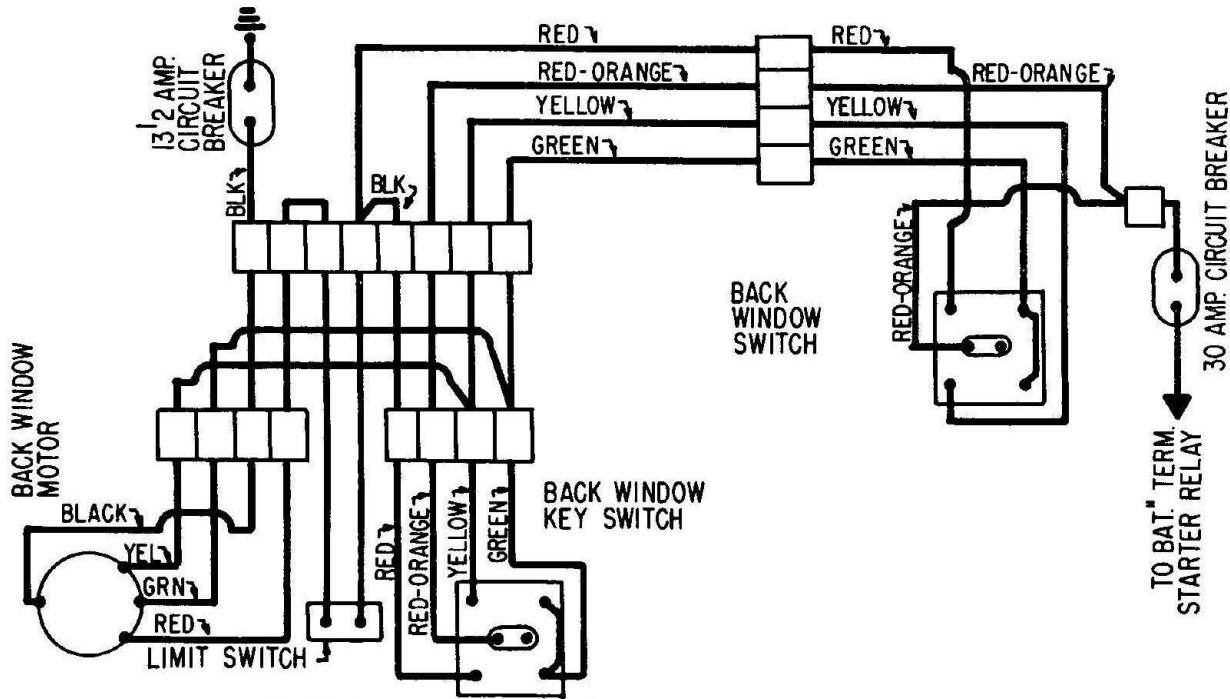 RED
RED
RED-ORANGE
RED-ORANGE
YELLOW
YELLOW
GREEN
GREEN
13 1/2 AMP.
CIRCUIT
BREAKER
BLK
BLK
RED-ORANGE
30 AMP. CIRCUIT BREAKER
BACK
WINDOW
SWITCH
BACK WINDOW
MOTOR
BLACK
YEL
GRN
RED
LIMIT SWITCH
RED
RED-ORANGE
YELLOW
GREEN
BACK WINDOW
KEY SWITCH
TO BAT." TERM.
STARTER RELAY